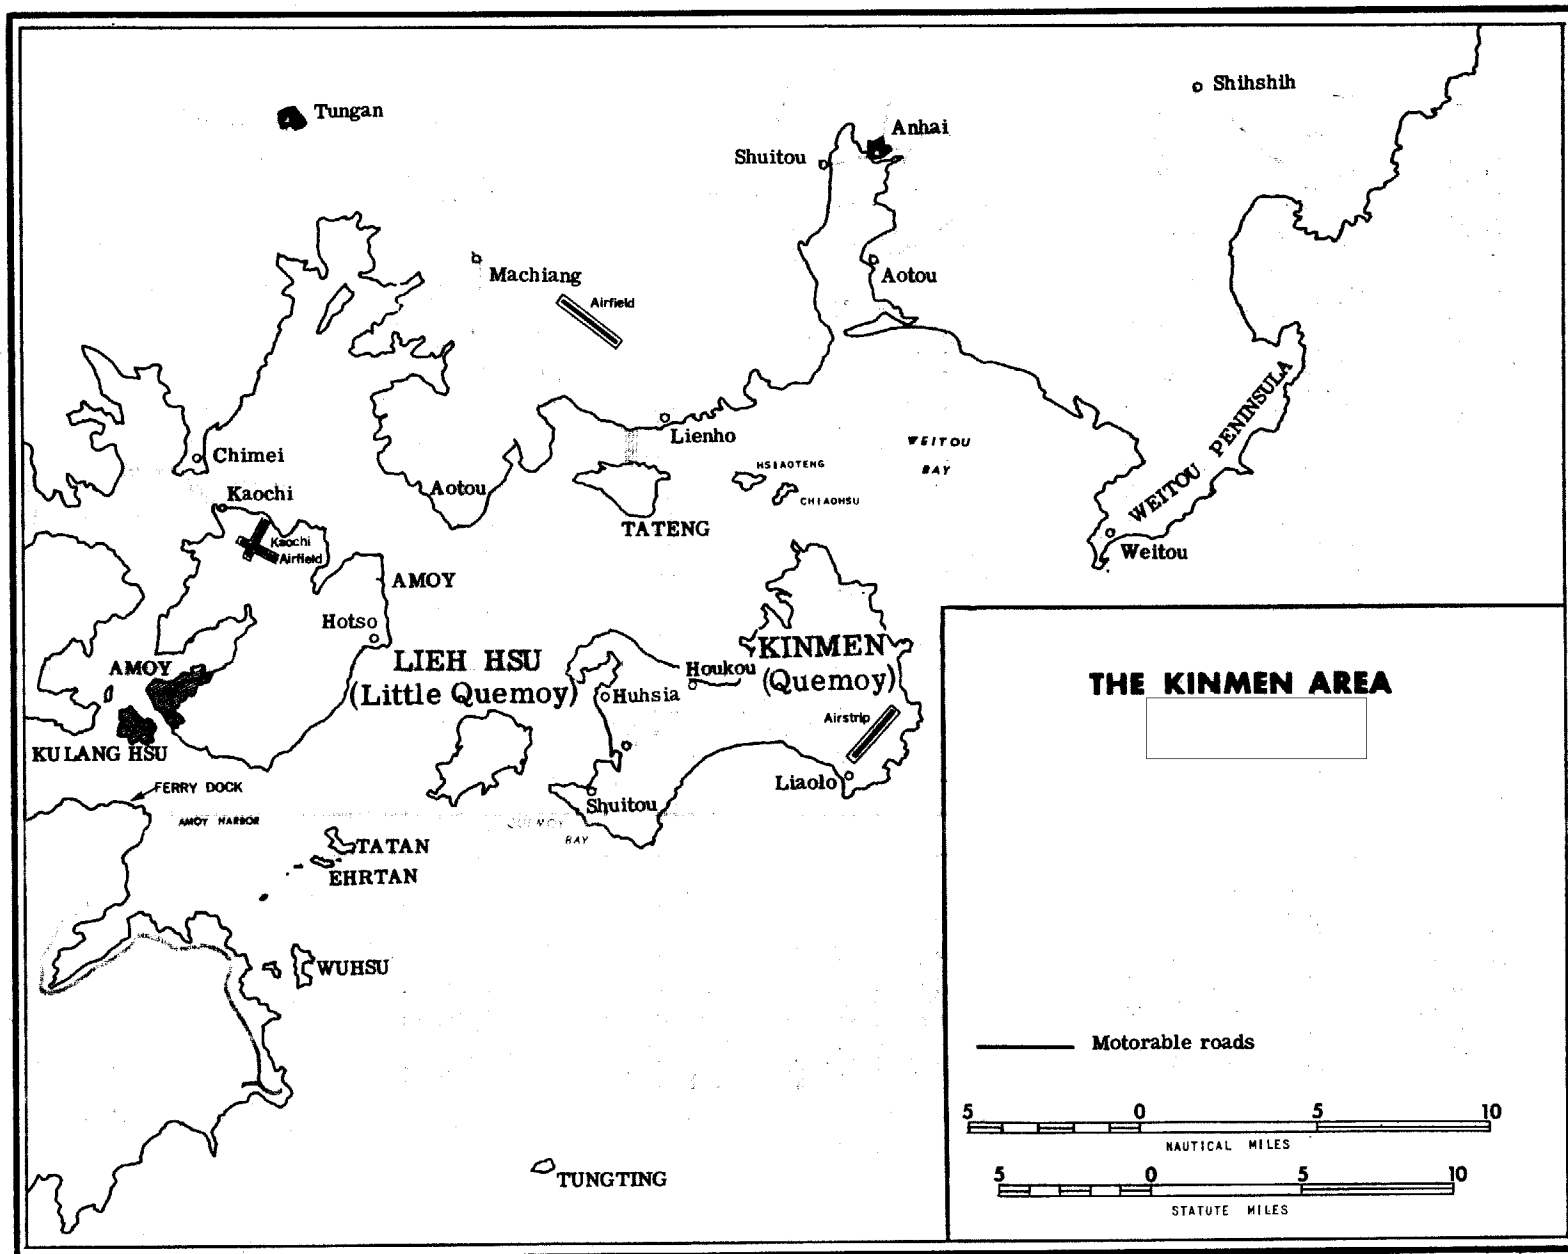 Shihshih
Tungan
Anhai
Shuitou
Machiang
Aotou
Airfield
WEITOU PENINSULA
Lienho
WEITOU
BAY
Chimei
HSIAOTENG
Aotou
CHIAOHSU
Kaochi
TATENG
Kaochi
Airfield
Weitou
AMOY
Hotso
LIEH HSU
(Little Quemoy)
KINMEN
(Quemoy)
Houkou
AMOY
Huhsia
THE KINMEN AREA
Airstrip
KULANG HSU
Liaolo
FERRY DOCK
Shuitou
AMOY HARBOR
QUEMOY
BAY
TATAN
EHRTAN
WUHSU
Motorable roads
5 0 5 10
NAUTICAL MILES
TUNGTING
5 0 5 10
STATUTE MILES